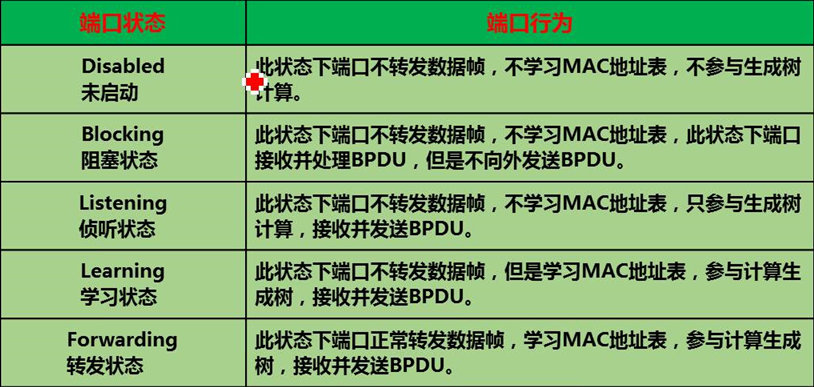 端口状态
端口行为
Disabled
未启动
此状态下端口不转发数据帧，不学习MAC地址表，不参与生成树
计算。
Blocking
阻塞状态
此状态下端口不转发数据帧，不学习MAC地址表，此状态下端口
接收并处理BPDU，但是不向外发送BPDU。
Listening
侦听状态
此状态下端口不转发数据帧，不学习MAC地址表，只参与生成树
计算，接收并发送BPDU。
Learning
学习状态
此状态下端口不转发数据帧，但是学习MAC地址表，参与计算生
成树，接收并发送BPDU。
Forwarding
转发状态
此状态下端口正常转发数据帧，学习MAC地址表，参与计算生成
树，接收并发送BPDU。